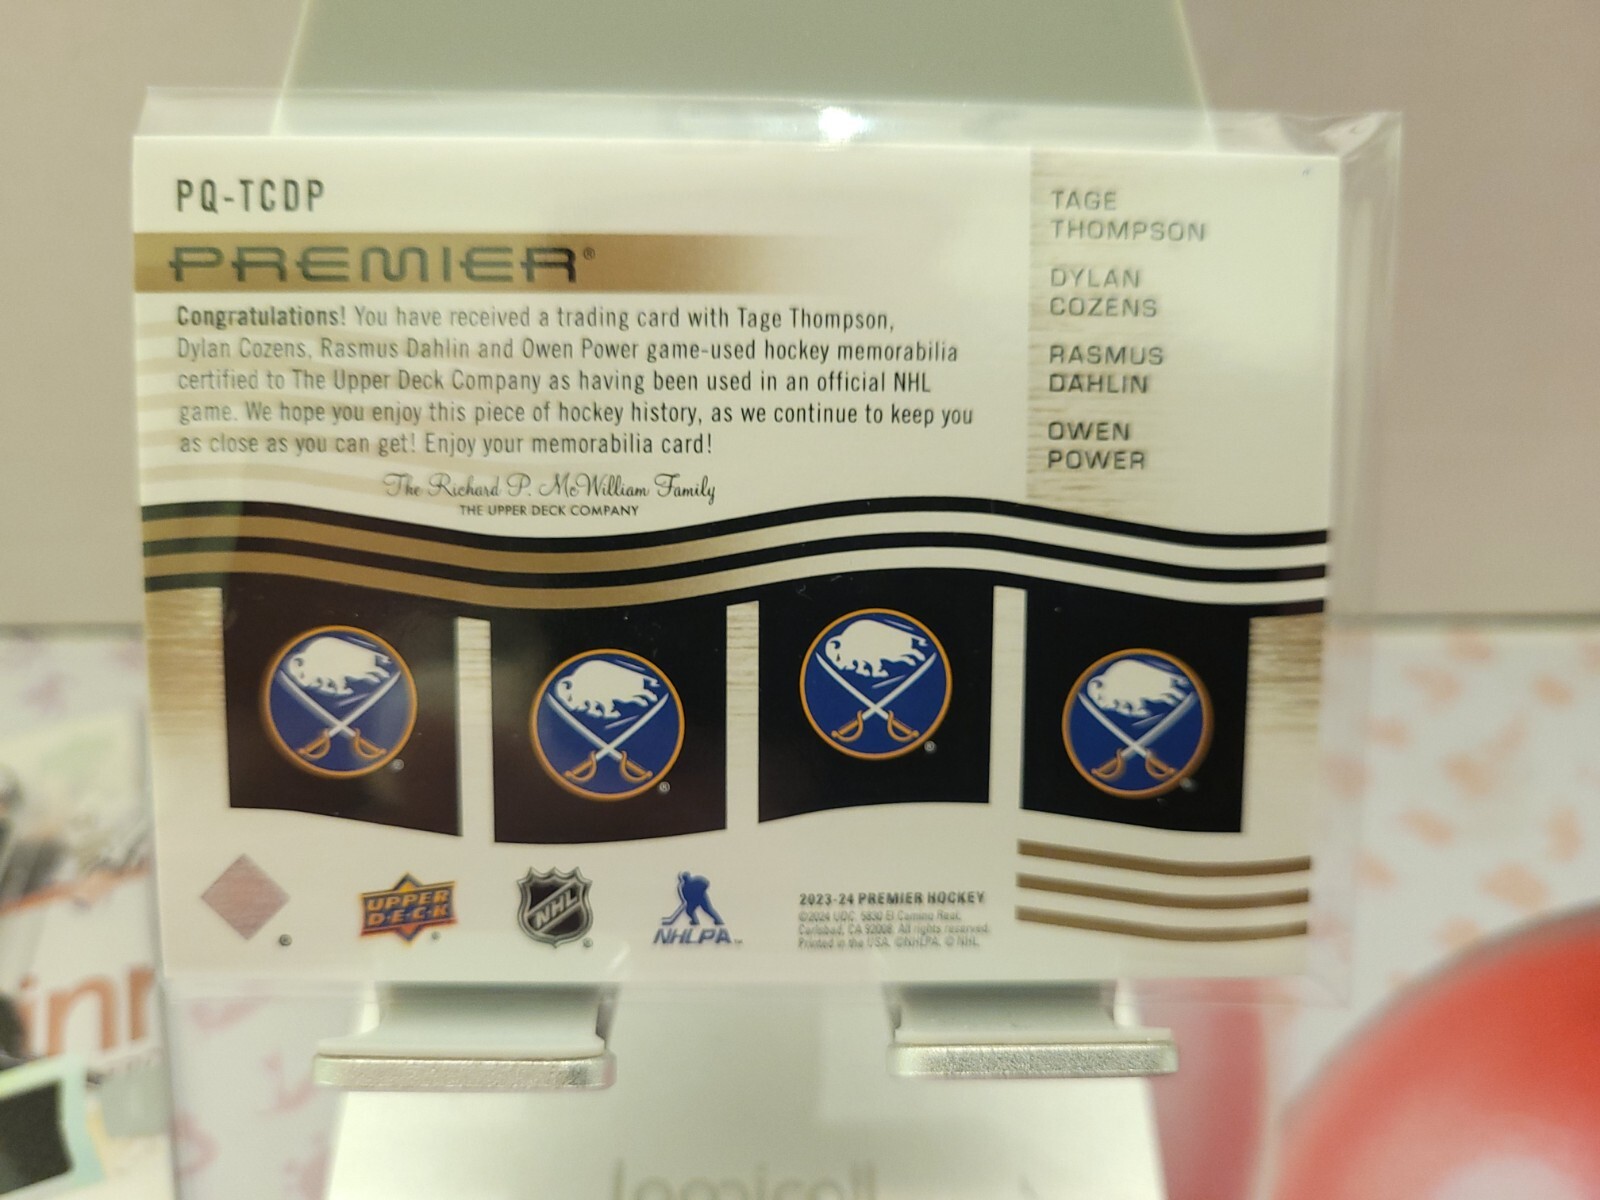 PQ-TCDP
PREMIER®
Congratulations! You have received a trading card with Tage Thompson,
Dylan Cozens, Rasmus Dahlin and Owen Power game-used hockey memorabilia
certified to The Upper Deck Company as having been used in an official NHL
game. We hope you enjoy this piece of hockey history, as we continue to keep you
as close as you can get! Enjoy your memorabilia card!
The Richard P. McWilliam Family
THE UPPER DECK COMPANY
TAGE
THOMPSON
DYLAN
COZENS
RASMUS
DAHLIN
OWEN
POWER
®
®
®
®
®
UPPER
DECK
®
NHL
®
NHLPA™
2023-24 PREMIER HOCKEY
©2024 UDC. 5830 El Camino Real,
Carlsbad, CA 92008. All rights reserved.
Printed in the USA. ©NHLPA. © NHL.
lamicall